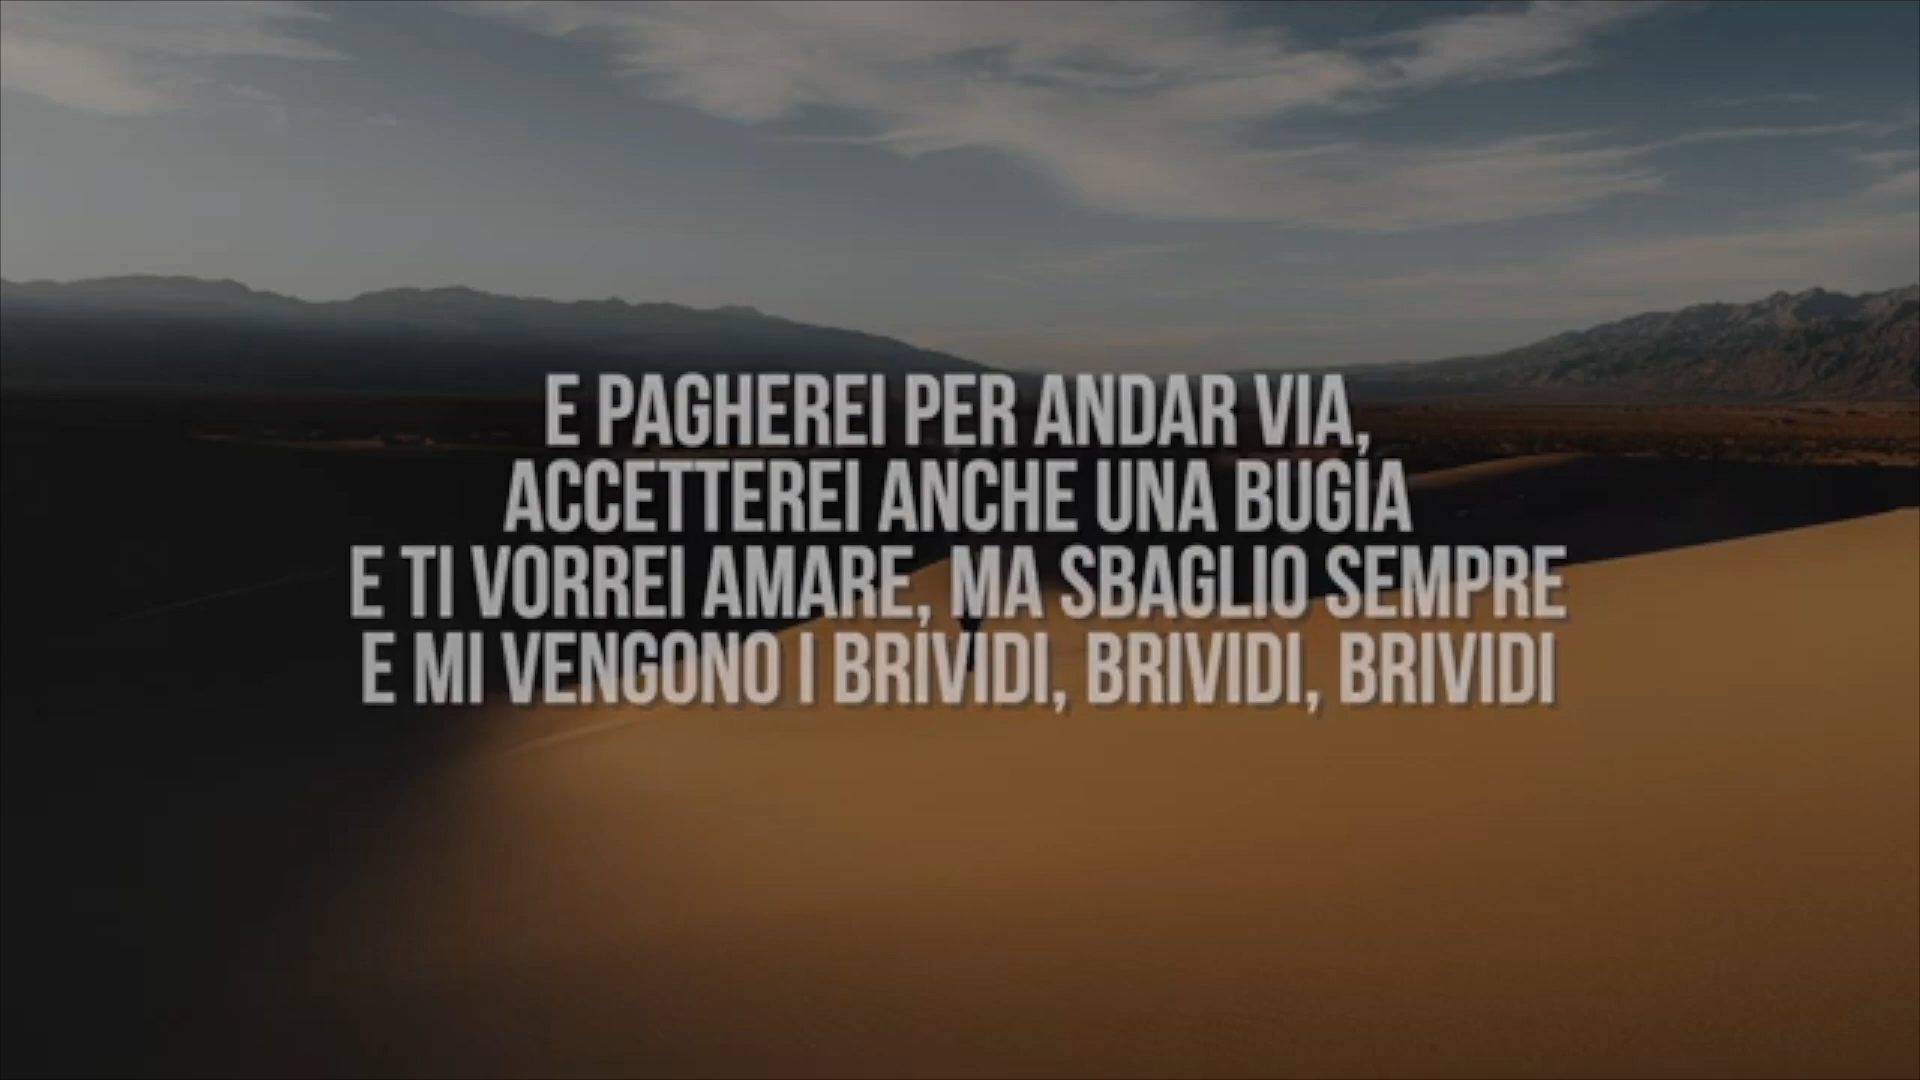 E PAGHEREI PER ANDAR VIA,
ACCETTEREI ANCHE UNA BUGIA
E TI VORREI AMARE, MA SBAGLIO SEMPRE
E MI VENGONO I BRIVIDI, BRIVIDI, BRIVIDI